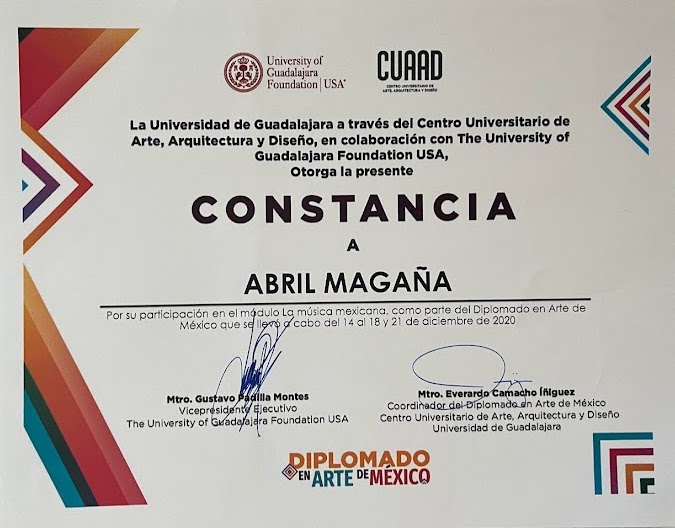 University of
Guadalajara
Foundation | USA
CUAAD
CENTRO UNIVERSITARIO DE
ARTE, ARQUITECTURA Y DISEÑO
La Universidad de Guadalajara a través del Centro Universitario de
Arte, Arquitectura y Diseño, en colaboración con The University of
Guadalajara Foundation USA,
Otorga la presente
CONSTANCIA
A
ABRIL MAGAÑA
Por su participación en el módulo La música mexicana, como parte del Diplomado en Arte de
México que se llevó a cabo del 14 al 18 y 21 de diciembre de 2020
Mtro. Gustavo Padilla Montes
Vicepresidente Ejecutivo
The University of Guadalajara Foundation USA
Mtro. Everardo Camacho Íñiguez
Coordinador del Diplomado en Arte de México
Centro Universitario de Arte, Arquitectura y Diseño
Universidad de Guadalajara
DIPLOMADO
EN ARTE DE MÉXICO